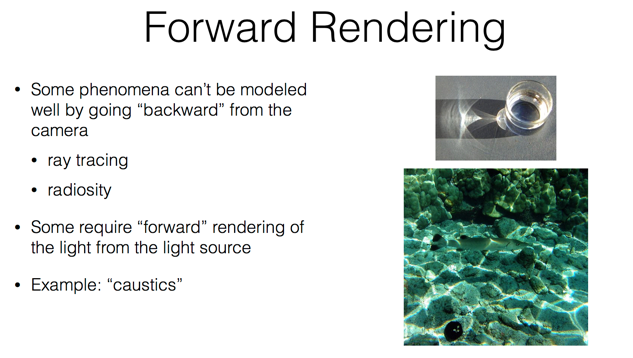 Forward Rendering
• Some phenomena can’t be modeled
well by going “backward” from the
camera
• ray tracing
• radiosity
• Some require “forward” rendering of
the light from the light source
• Example: “caustics”